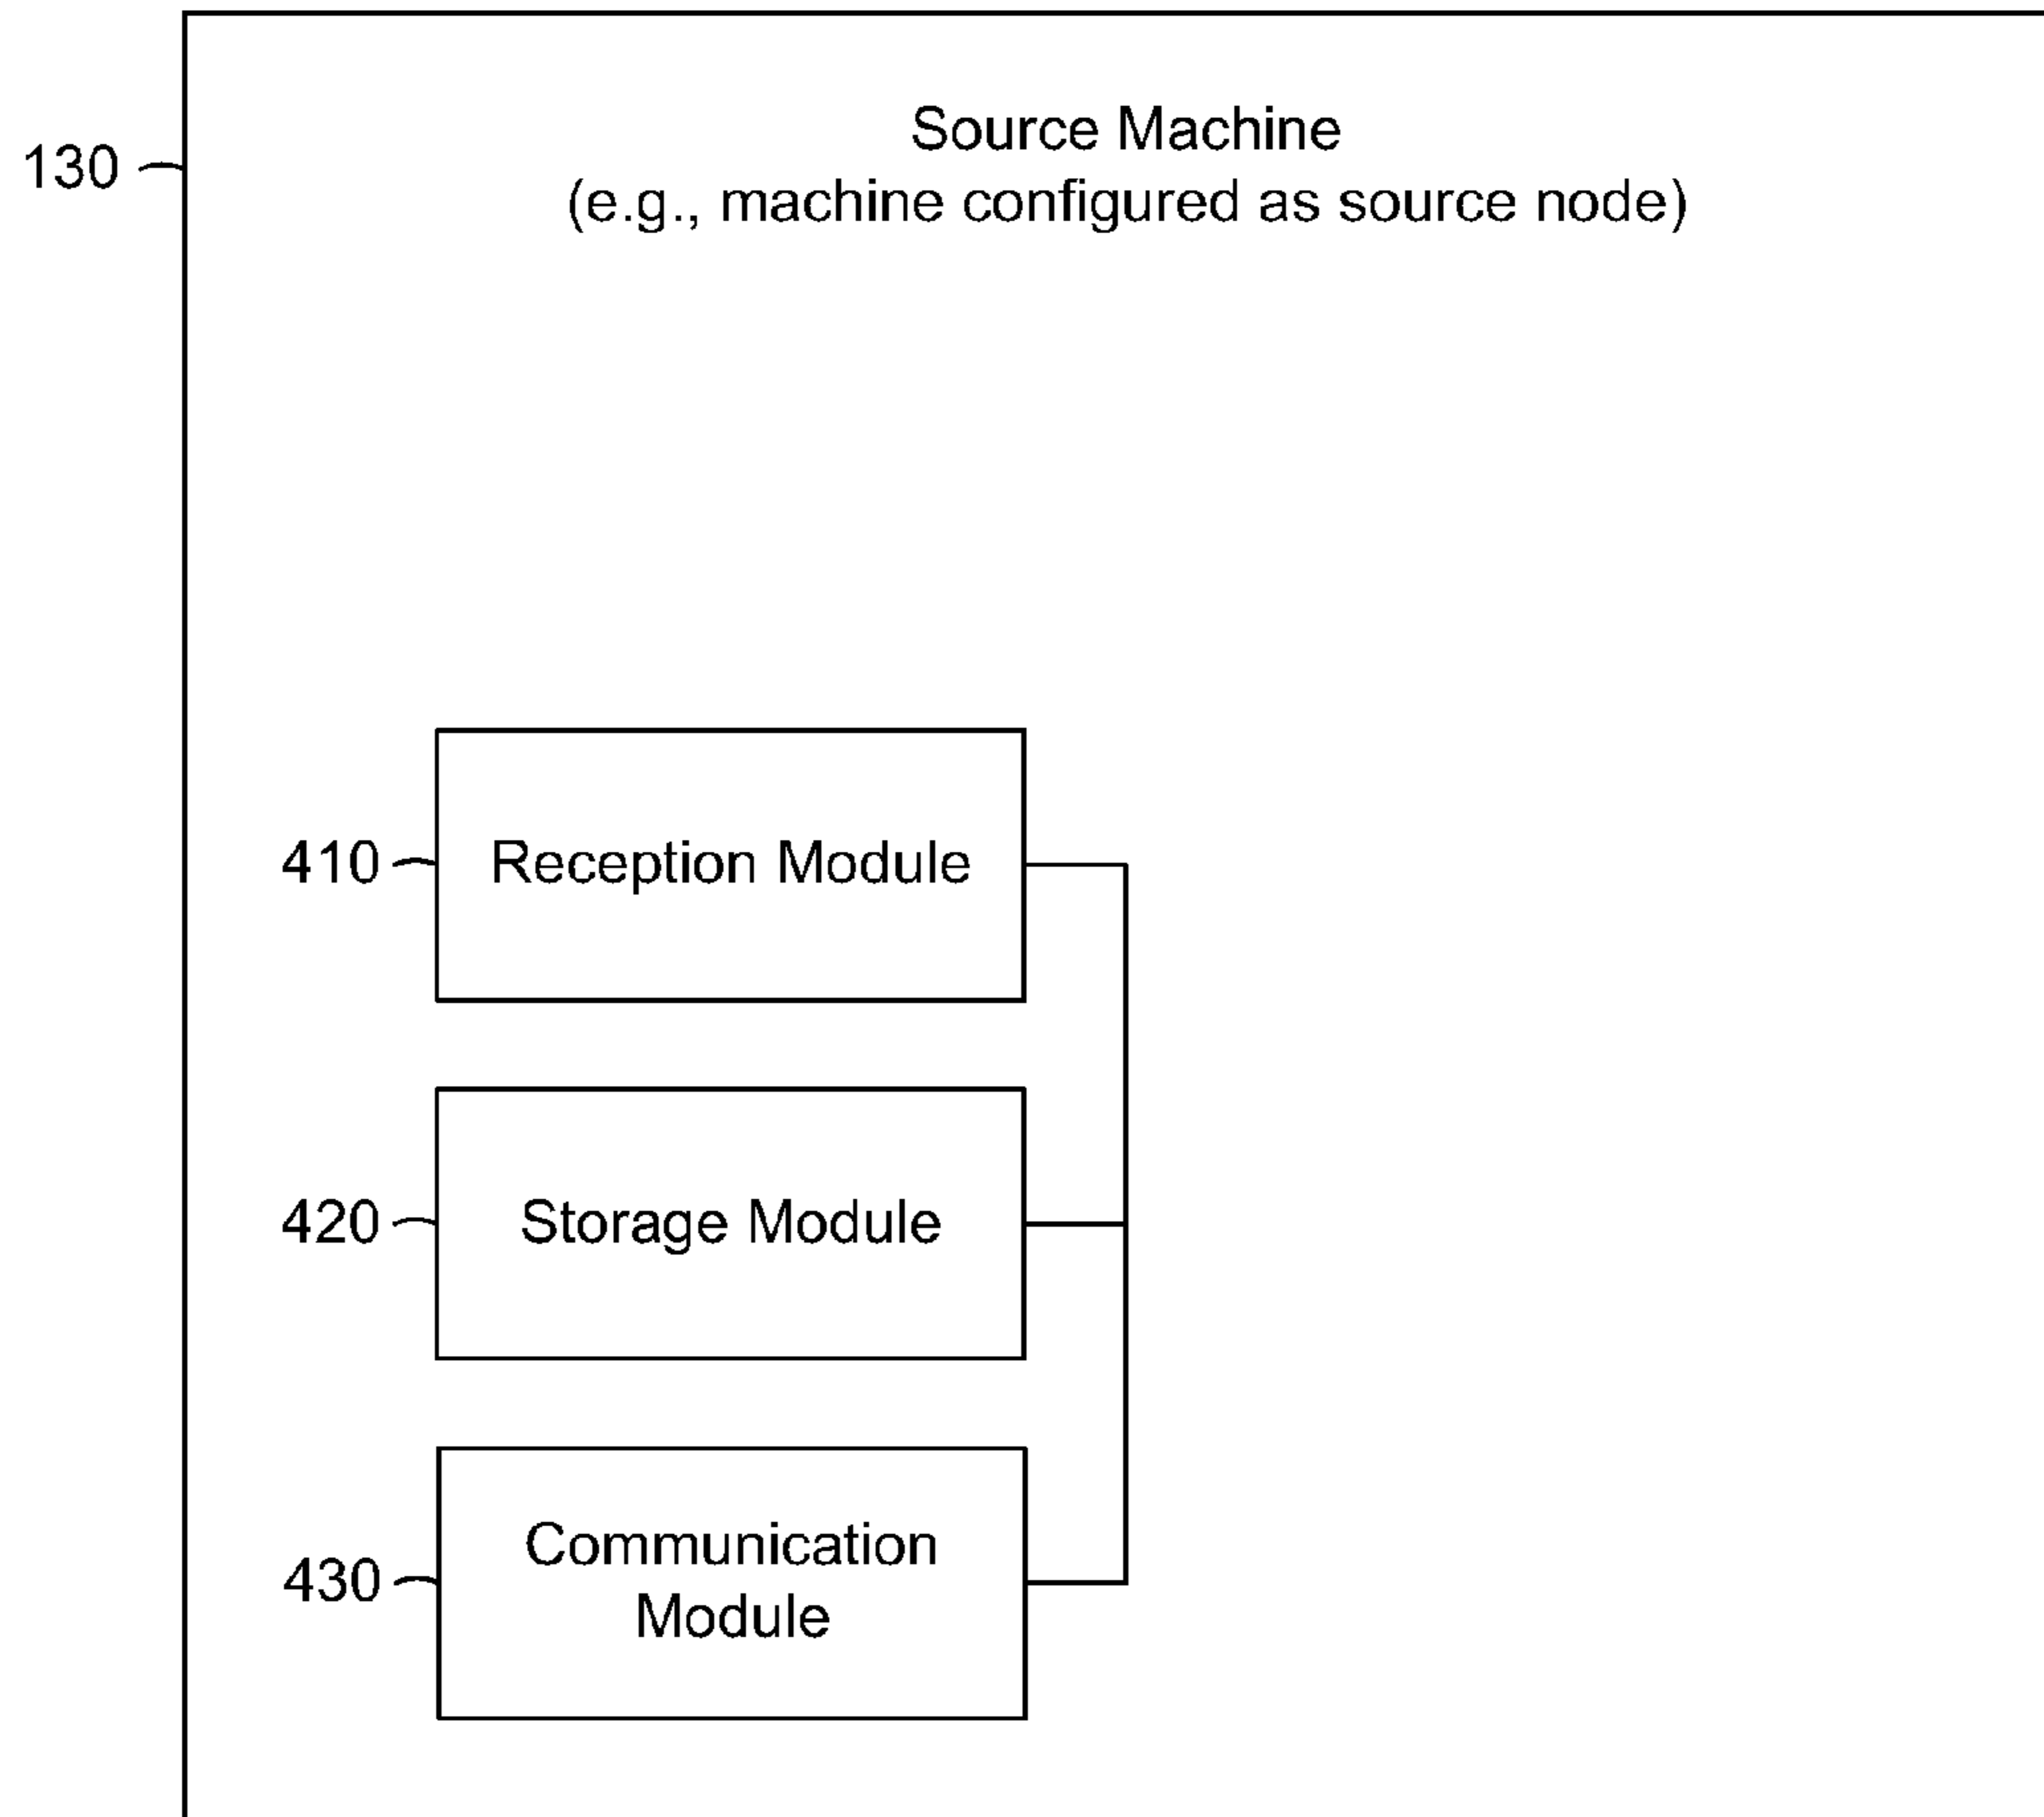 Source Machine
130
(e.g., machine configured as source node)
410
Reception Module
420
Storage Module
430
Communication
Module